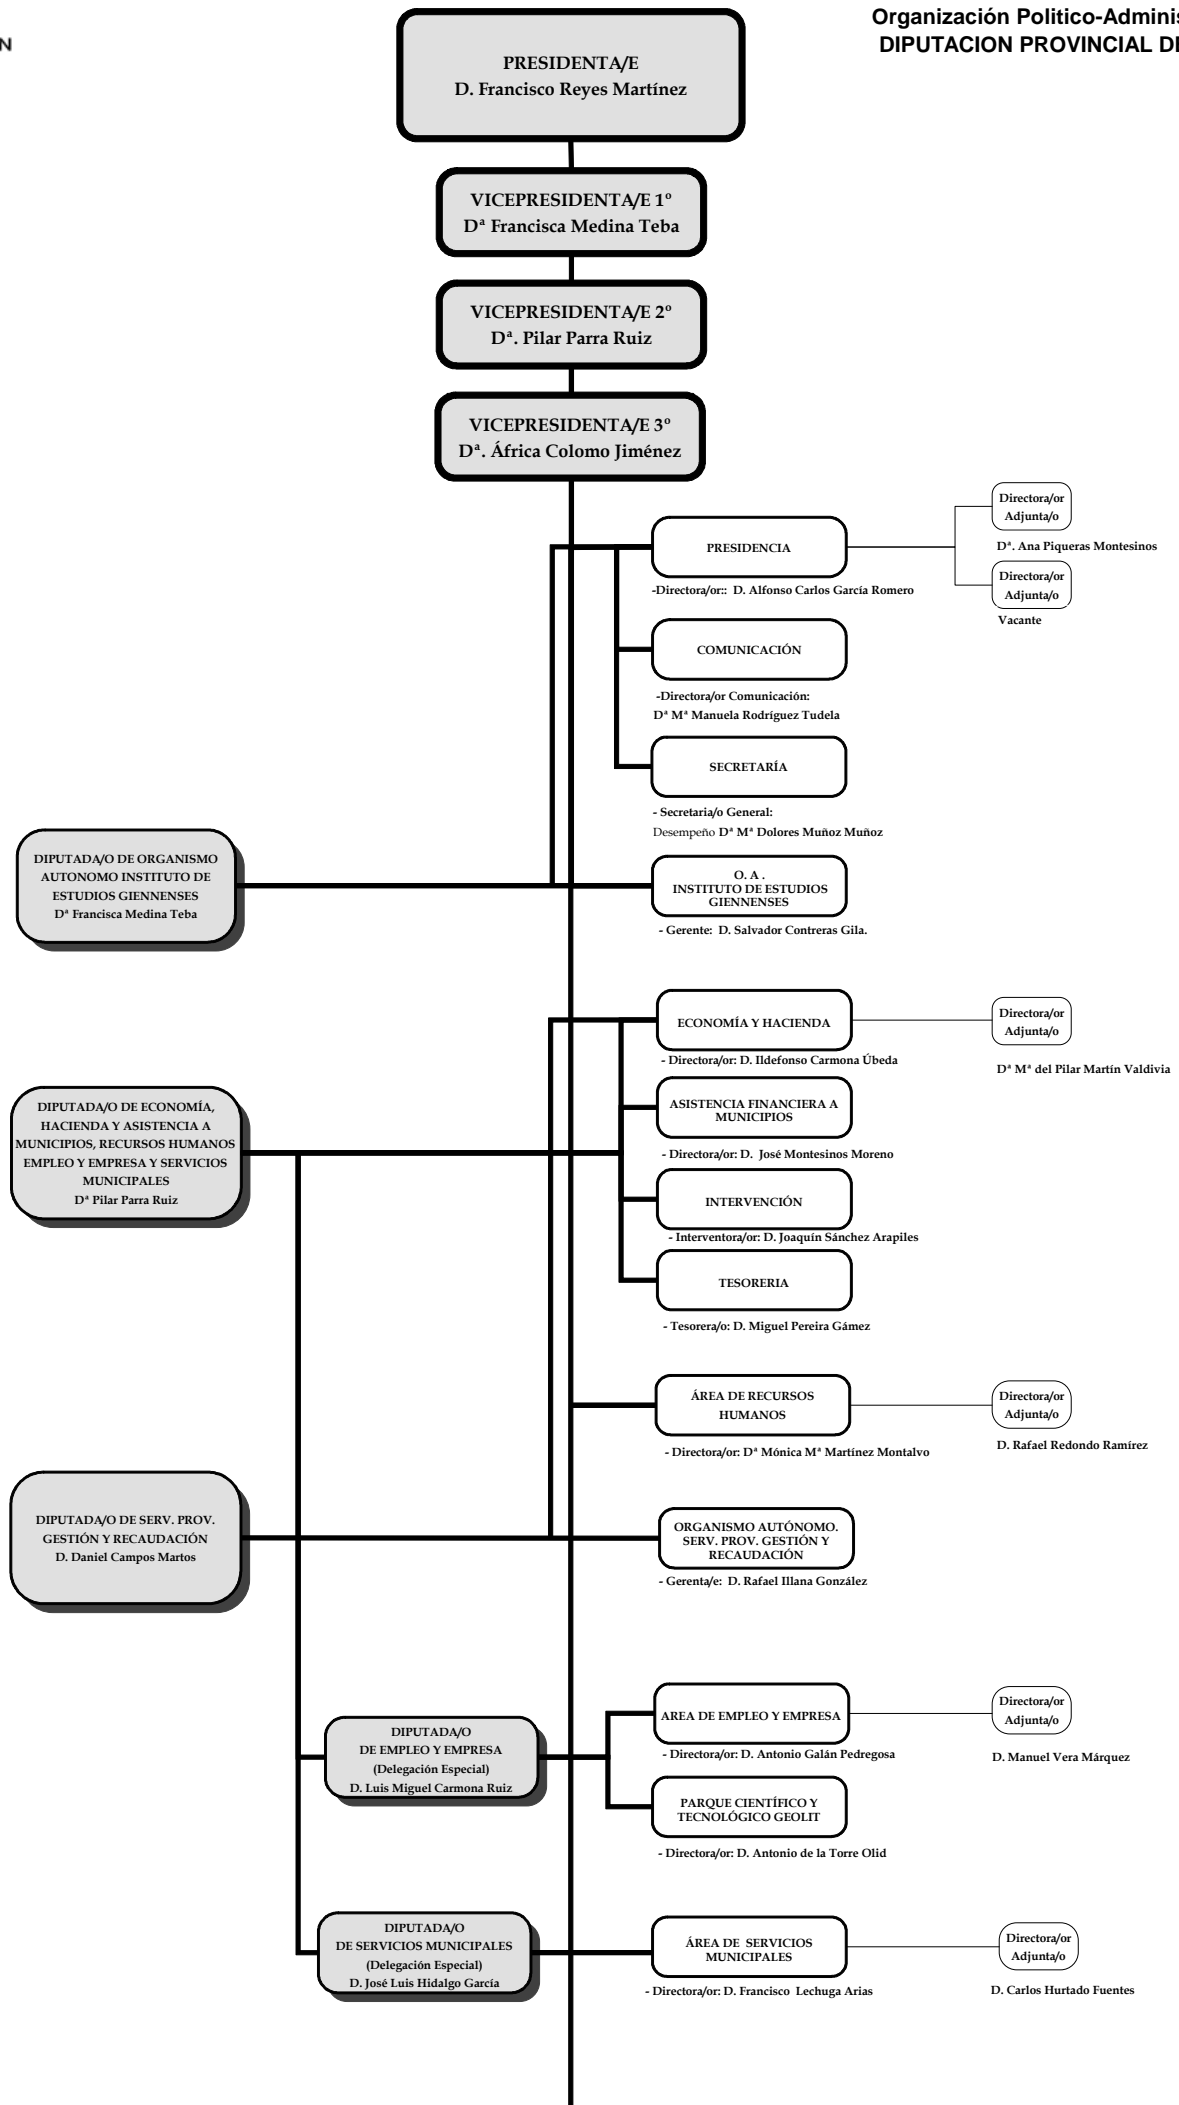 Organización Politico-Adminis
DIPUTACION PROVINCIAL DE
N
PRESIDENTA/E
D. Francisco Reyes Martínez
VICEPRESIDENTA/E 1º
Dª Francisca Medina Teba
VICEPRESIDENTA/E 2º
Dª. Pilar Parra Ruiz
VICEPRESIDENTA/E 3º
Dª. África Colomo Jiménez
PRESIDENCIA
-Directora/or:: D. Alfonso Carlos García Romero
Directora/or
Adjunta/o
Dª. Ana Piqueras Montesinos
Directora/or
Adjunta/o
Vacante
COMUNICACIÓN
-Directora/or Comunicación:
Dª Mª Manuela Rodríguez Tudela
SECRETARÍA
- Secretaria/o General:
Desempeño Dª Mª Dolores Muñoz Muñoz
DIPUTADA/O DE ORGANISMO
AUTONOMO INSTITUTO DE
ESTUDIOS GIENNENSES
Dª Francisca Medina Teba
O. A .
INSTITUTO DE ESTUDIOS
GIENNENSES
- Gerente: D. Salvador Contreras Gila.
ECONOMÍA Y HACIENDA
- Directora/or: D. Ildefonso Carmona Úbeda
Directora/or
Adjunta/o
Dª Mª del Pilar Martín Valdivia
DIPUTADA/O DE ECONOMÍA,
HACIENDA Y ASISTENCIA A
MUNICIPIOS, RECURSOS HUMANOS
EMPLEO Y EMPRESA Y SERVICIOS
MUNICIPALES
Dª Pilar Parra Ruiz
ASISTENCIA FINANCIERA A
MUNICIPIOS
- Directora/or: D. José Montesinos Moreno
INTERVENCIÓN
- Interventora/or: D. Joaquín Sánchez Arapiles
TESORERIA
- Tesorera/o: D. Miguel Pereira Gámez
ÁREA DE RECURSOS
HUMANOS
- Directora/or: Dª Mónica Mª Martínez Montalvo
Directora/or
Adjunta/o
D. Rafael Redondo Ramírez
DIPUTADA/O DE SERV. PROV.
GESTIÓN Y RECAUDACIÓN
D. Daniel Campos Martos
ORGANISMO AUTÓNOMO.
SERV. PROV. GESTIÓN Y
RECAUDACIÓN
- Gerenta/e: D. Rafael Illana González
DIPUTADA/O
DE EMPLEO Y EMPRESA
(Delegación Especial)
D. Luis Miguel Carmona Ruiz
AREA DE EMPLEO Y EMPRESA
- Directora/or: D. Antonio Galán Pedregosa
Directora/or
Adjunta/o
D. Manuel Vera Márquez
PARQUE CIENTÍFICO Y
TECNOLÓGICO GEOLIT
- Directora/or: D. Antonio de la Torre Olid
DIPUTADA/O
DE SERVICIOS MUNICIPALES
(Delegación Especial)
D. José Luis Hidalgo García
ÁREA DE SERVICIOS
MUNICIPALES
- Directora/or: D. Francisco Lechuga Arias
Directora/or
Adjunta/o
D. Carlos Hurtado Fuentes